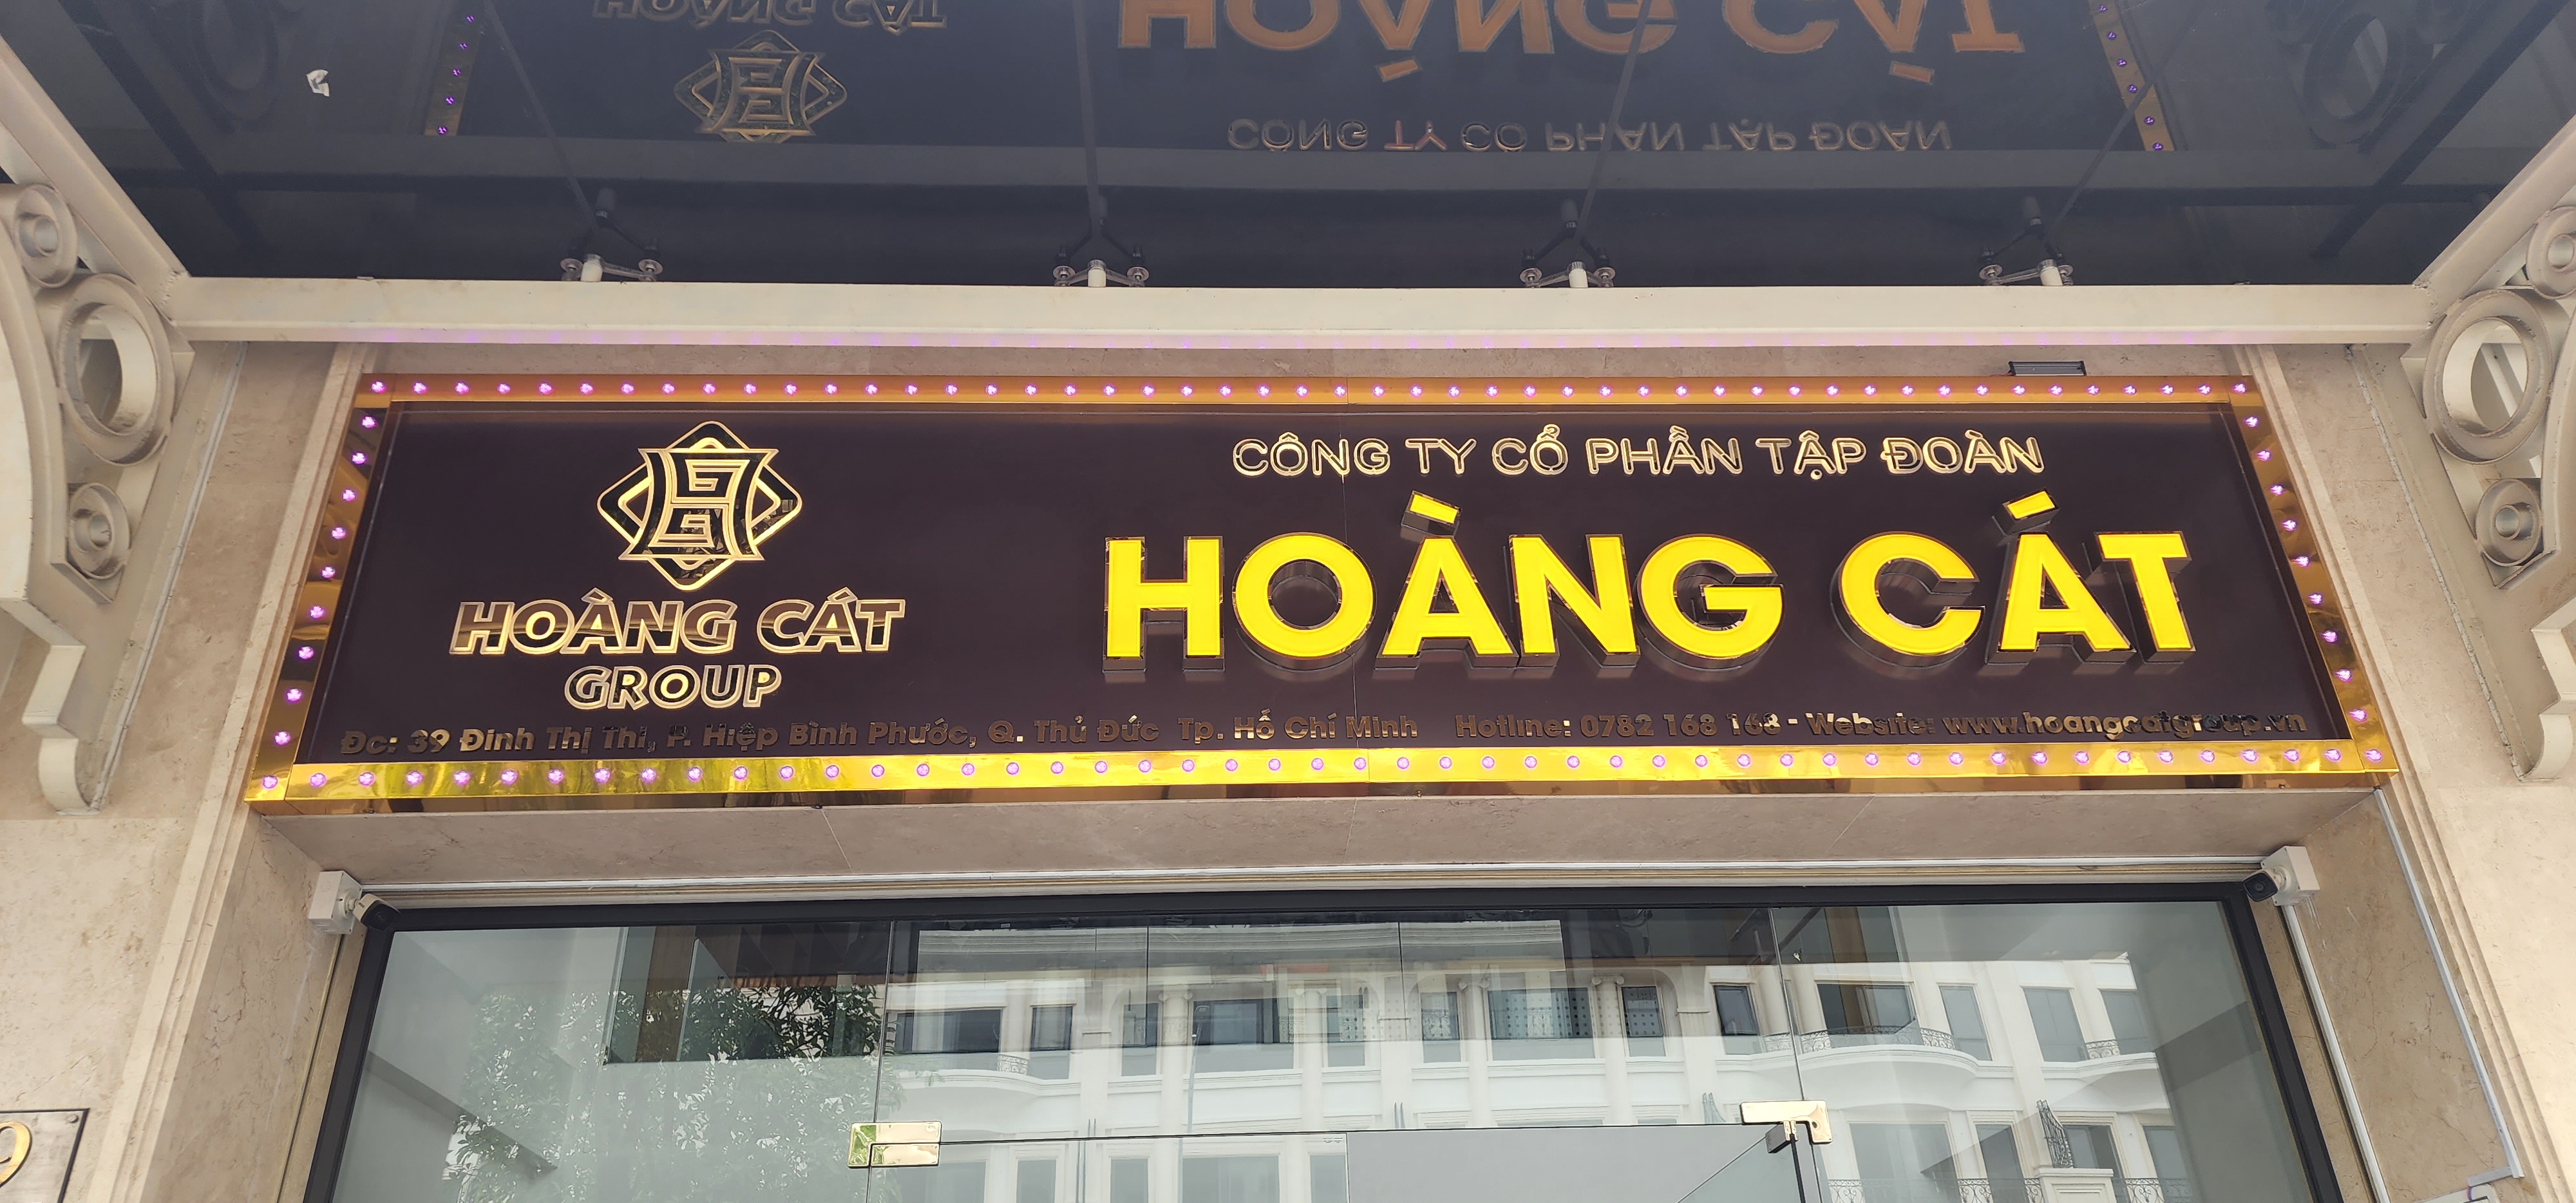 HOÀNG CÁT
GROUP
CÔNG TY CỔ PHẦN TẬP ĐOÀN
HOÀNG CÁT
Đc: 39 Đinh Thị Thi, P. Hiệp Bình Phước, Q. Thủ Đức Tp. Hồ Chí Minh Hotline: 0782 168 168 - Website: www.hoangcatgroup.vn
9